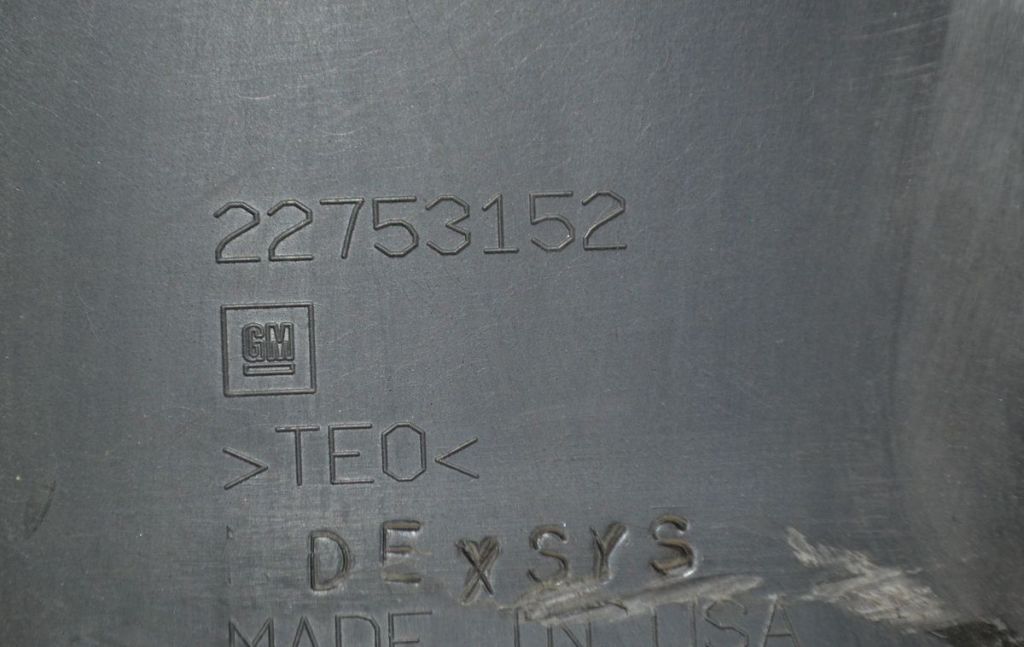 22753152
GM
>TEO<
DEXSYS
MADE IN USA